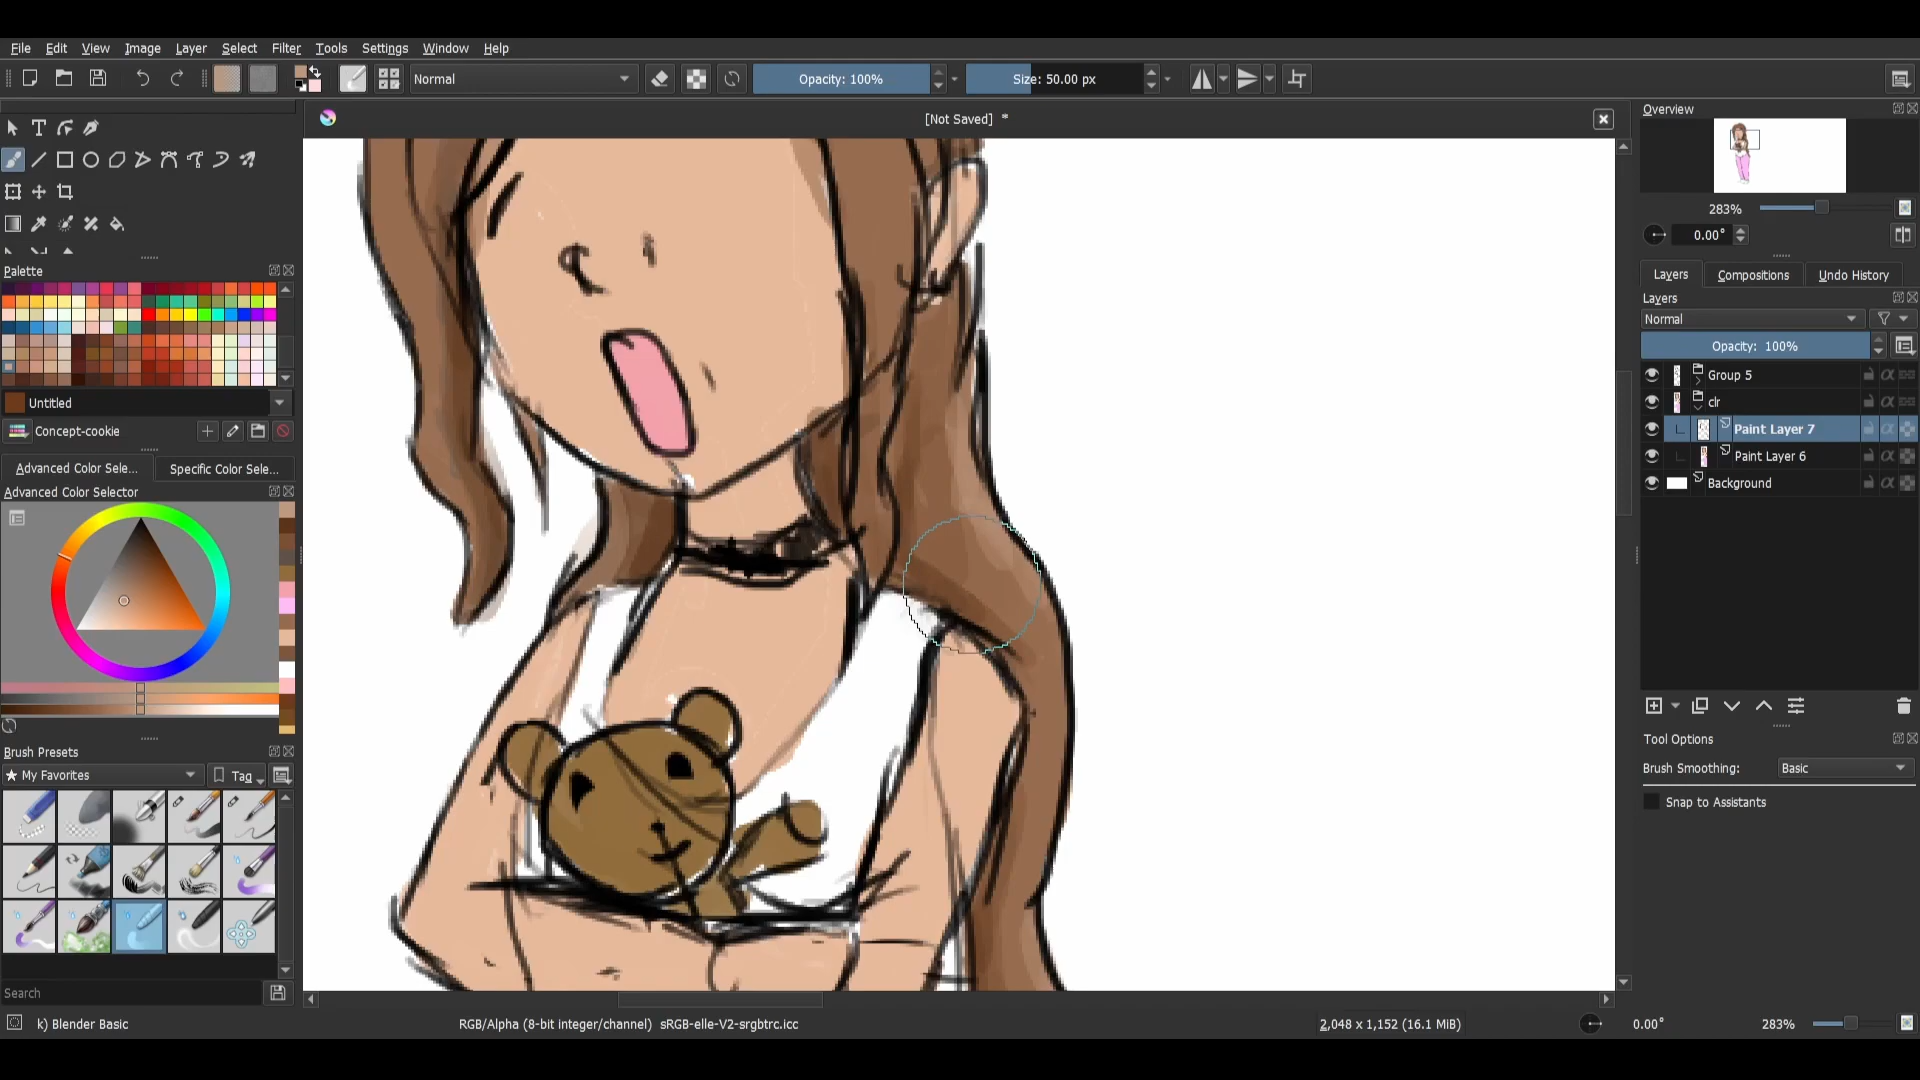 File Edit View Image Layer Select Filter Tools Settings Window Help
Normal Opacity: 100% Size: 50.00 px
[Not Saved] *
Overview
283%
0.00°
Palette
Untitled
Concept-cookie
Advanced Color Sele... Specific Color Sele...
Advanced Color Selector
Brush Presets
★ My Favorites Tag
Search
k) Blender Basic
RGB/Alpha (8-bit integer/channel) sRGB-elle-V2-srgbtrc.icc
2,048 x 1,152 (16.1 MiB)
0.00°
283%
Layers Compositions Undo History
Layers
Normal
Opacity: 100%
Group 5
clr
Paint Layer 7
Paint Layer 6
Background
Tool Options
Brush Smoothing: Basic
Snap to Assistants